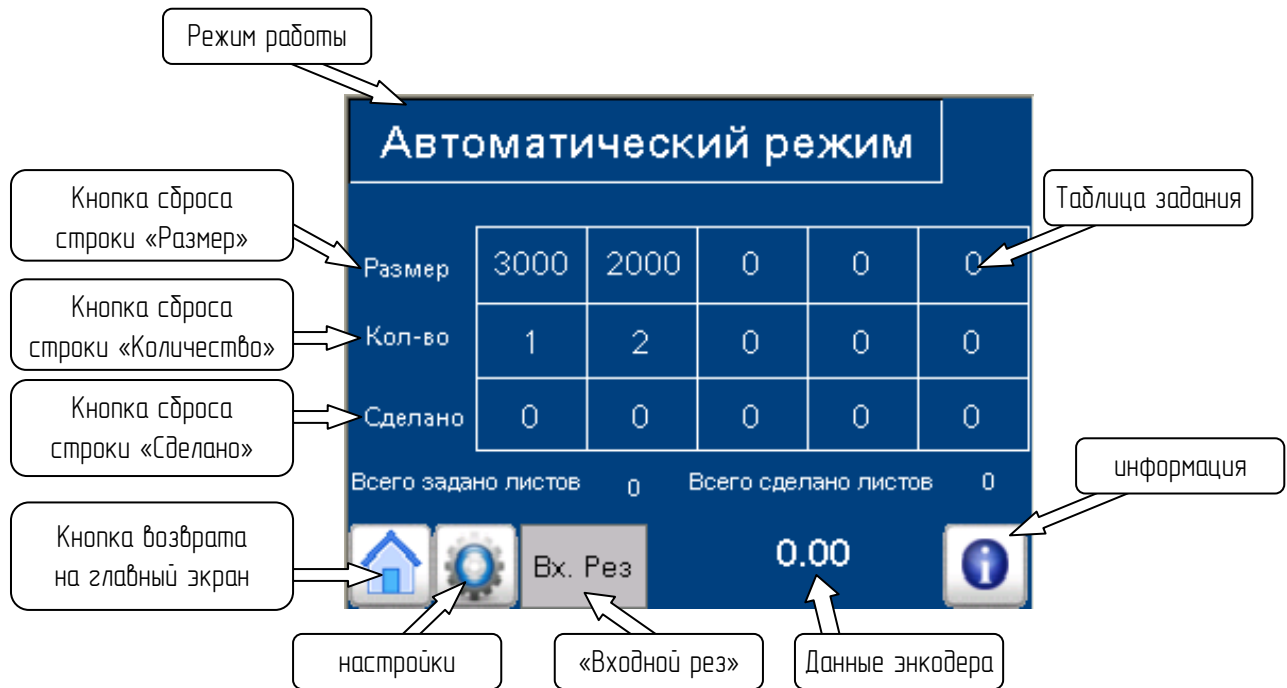 Режим работы
Автоматический режим
Кнопка сброса
строки «Размер»
Таблица задания
Размер 3000 2000 0 0 0
Кнопка сброса
строки «Количество»
Кол-во 1 2 0 0 0
Кнопка сброса
строки «Сделано»
Сделано 0 0 0 0 0
Всего задано листов 0 Всего сделано листов 0
информация
Кнопка возврата
на главный экран
Вх. Рез 0.00
настройки «Входной рез» Данные энкодера